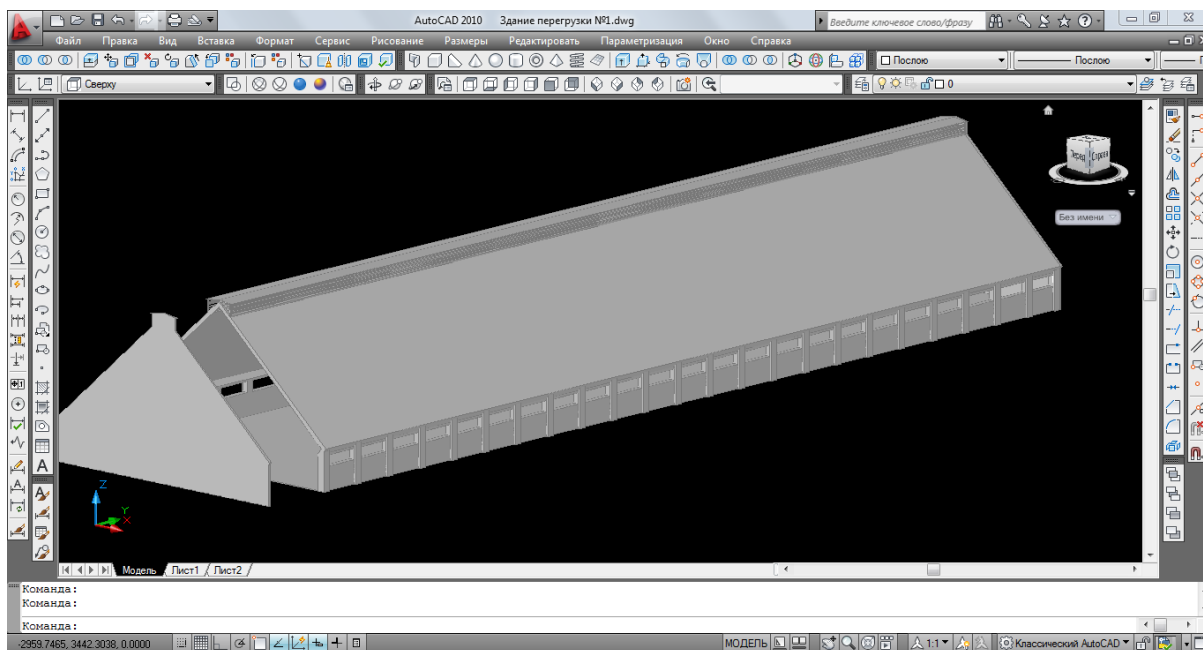 AutoCAD 2010 Здание перегрузки №1.dwg
Введите ключевое слово/фразу
Файл Правка Вид Вставка Формат Сервис Рисование Размеры Редактировать Параметризация Окно Справка
Послою
Послою
Сверху
0
Перед Справа
Без имени
Z
Y
X
Модель Лист1 Лист2
Команда:
Команда:
Команда:
-2959.7465, 3442.3038, 0.0000
МОДЕЛЬ
1:1
Классический AutoCAD